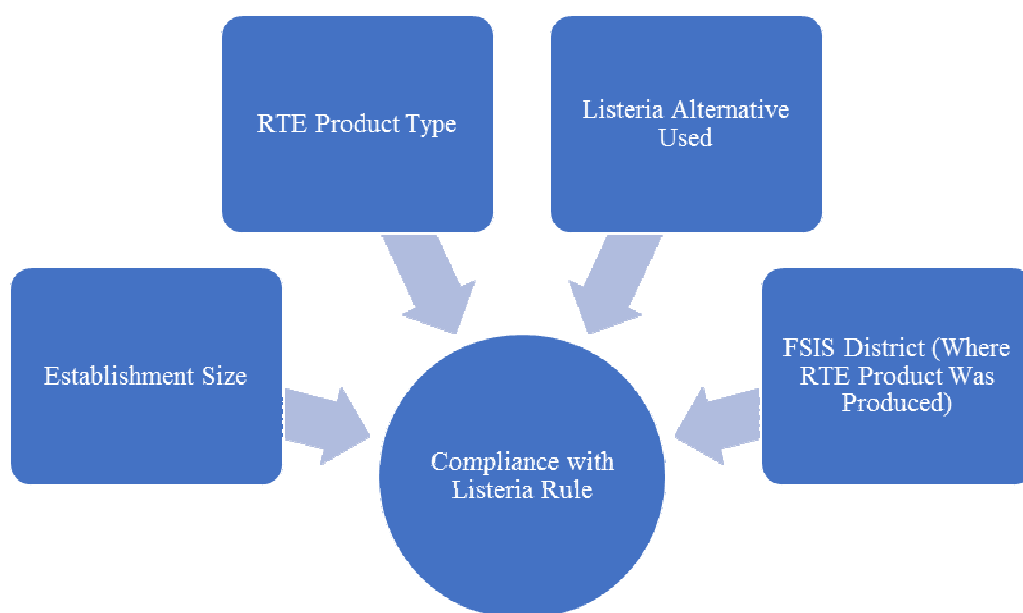 RTE Product Type
Listeria Alternative
Used
Establishment Size
FSIS District (Where
RTE Product Was
Produced)
Compliance with
Listeria Rule